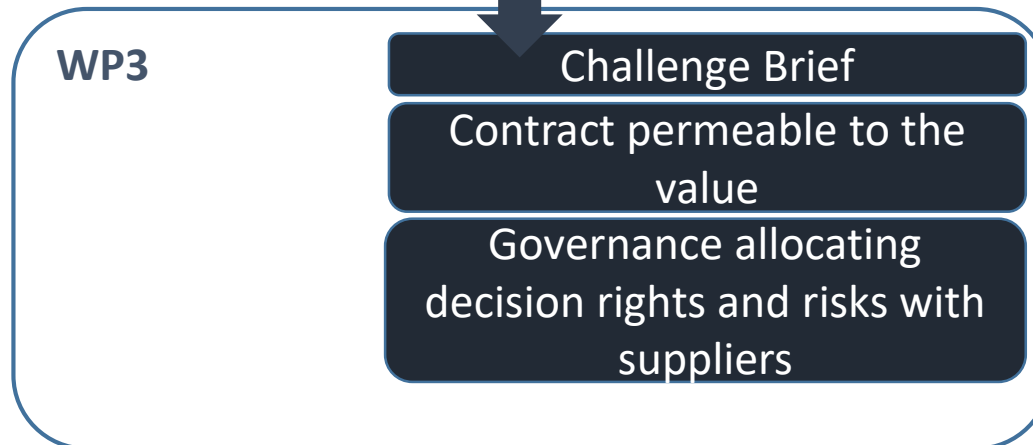 WP3
Challenge Brief
Contract permeable to the
value
Governance allocating
decision rights and risks with
suppliers